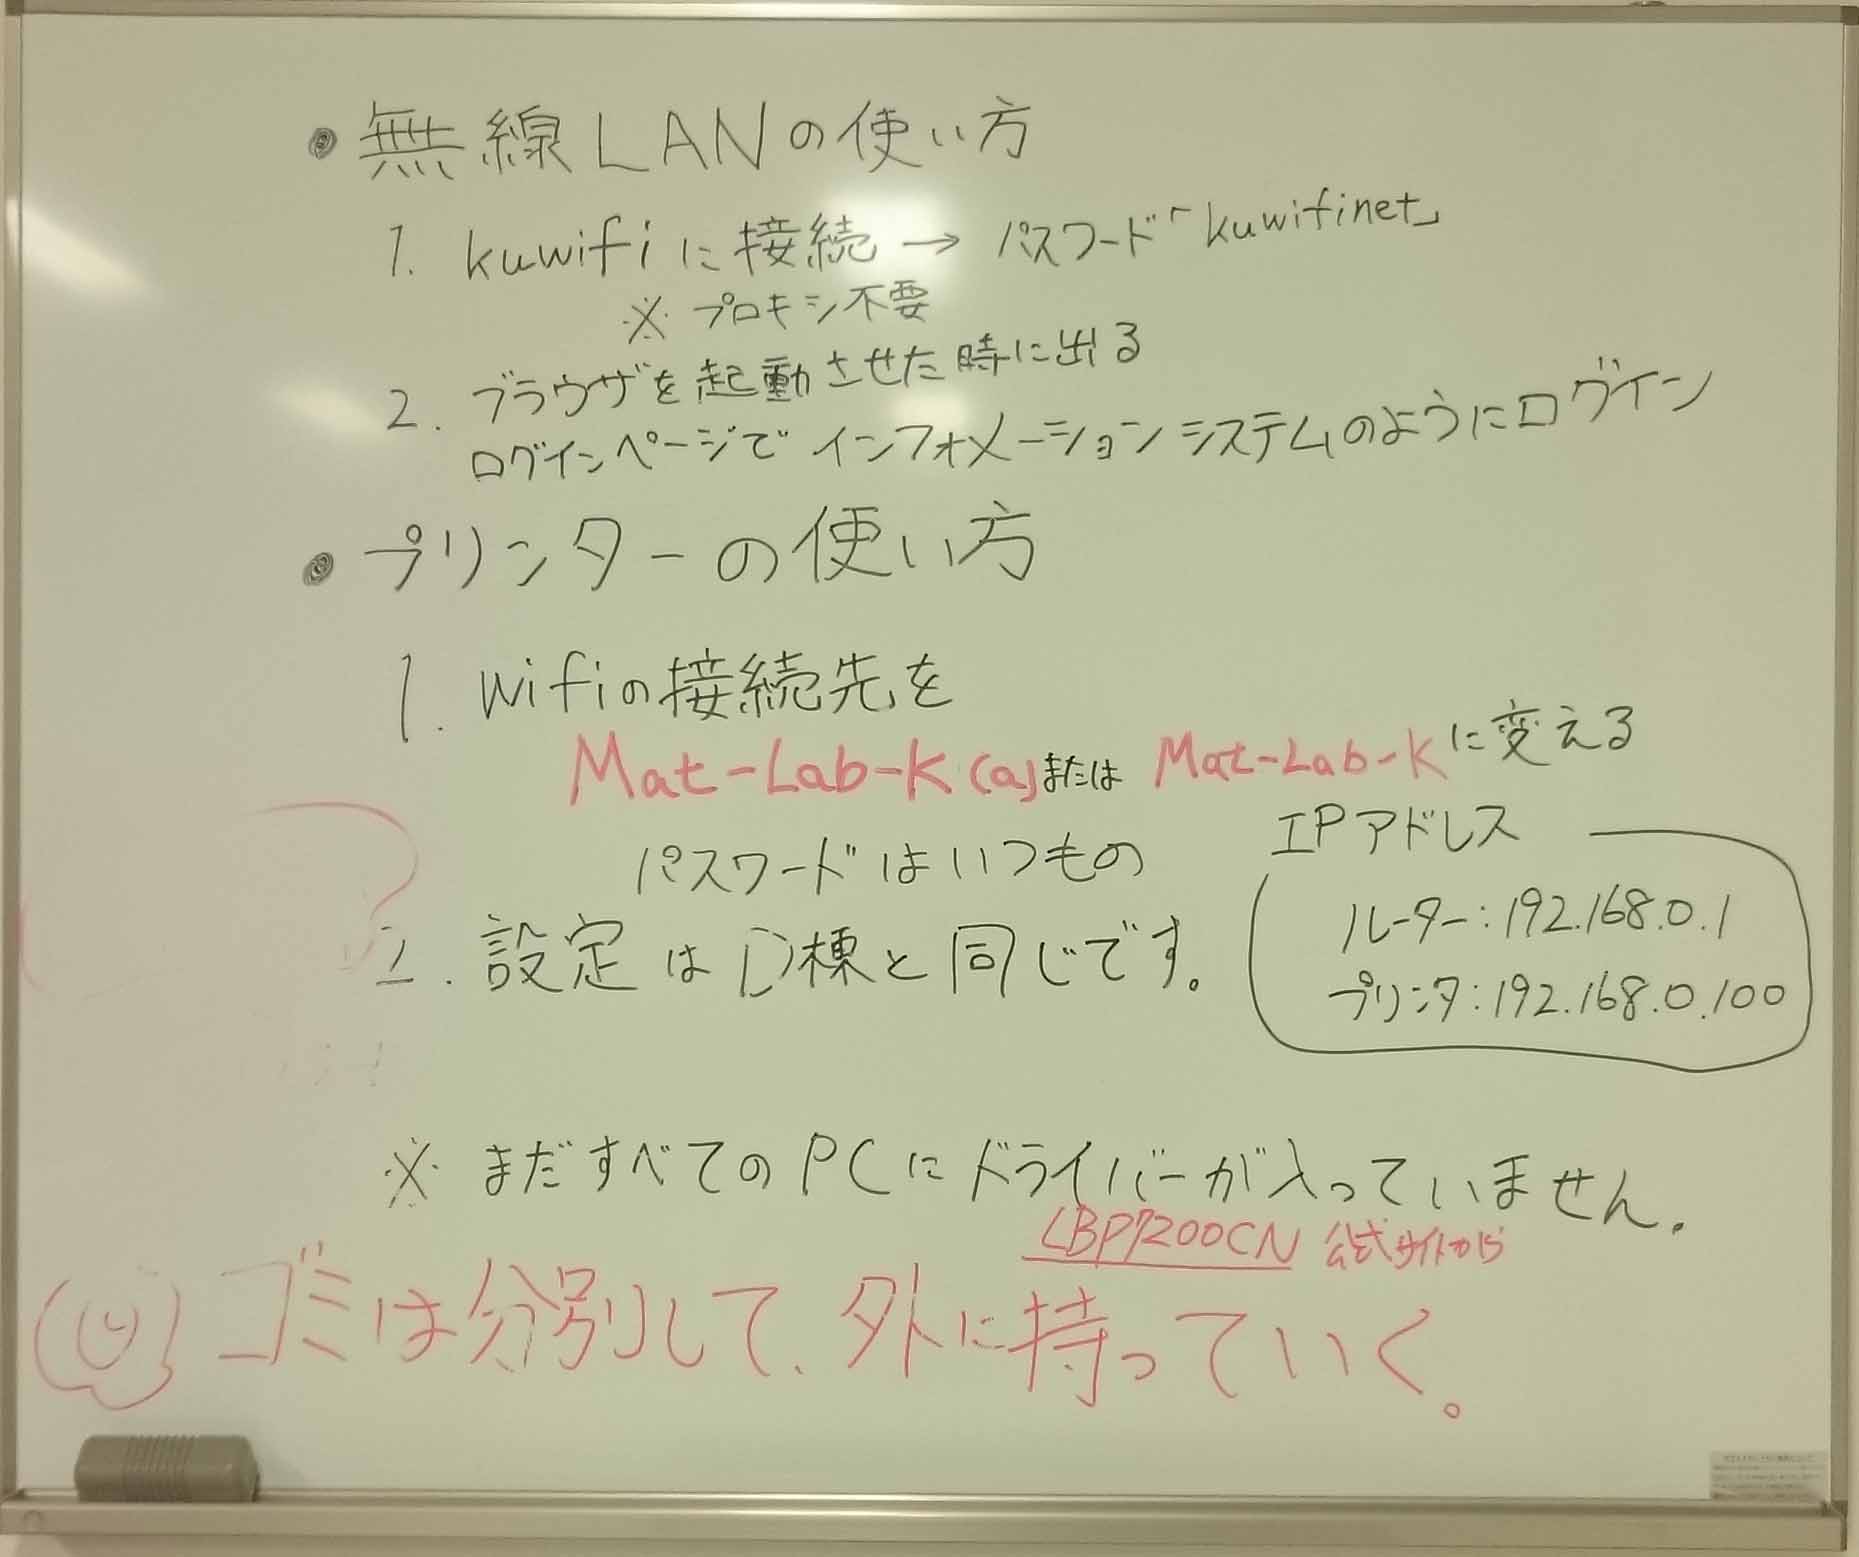 • 無線LANの使い方
1. kuwifiに接続 → パスワード「kuwifinet」
※ プロキシ不要
2. ブラウザを起動させた時に出る
ログインページでインフォメーションシステムのようにログイン
• プリンターの使い方
1. wifiの接続先を
Mat-Lab-K(a)または Mat-Lab-Kに変える
パスワードはいつもの
2. 設定はD棟と同じです。
IPアドレス
ルーター:192.168.0.1
プリンタ:192.168.0.100
※ まだすべてのPCにドライバーが入っていません。
LBP7200CN 公式サイトから
ゴミは分別して、外に持っていく。